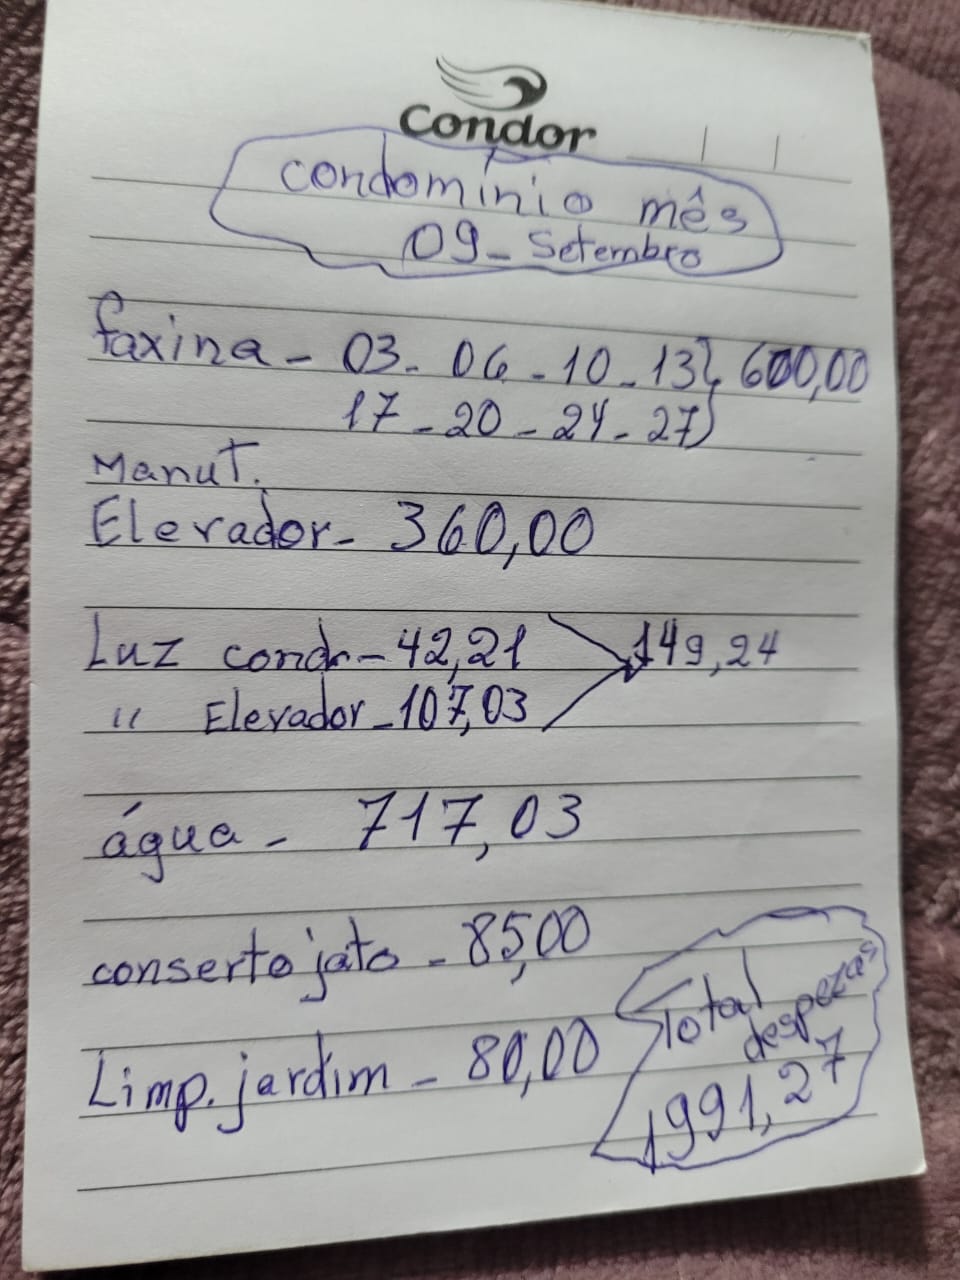 Condor
condomínio mês
09 - Setembro
faxina - 03 - 06 - 10 - 13 } 600,00
17 - 20 - 24 - 27
Manut.
Elevador - 360,00
Luz cond - 42,21 149,24
" Elevador - 107,03
água - 717,03
conserto jato - 85,00
Limp. jardim - 80,00
Total
despezas
1991,27